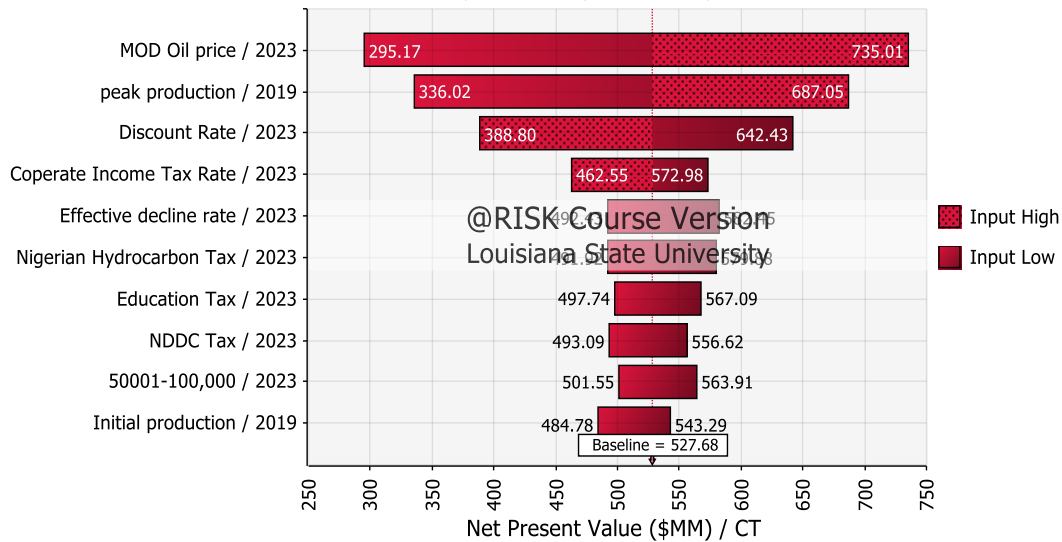 MOD Oil price / 2023
295.17
735.01
peak production / 2019
336.02
687.05
Discount Rate / 2023
388.80
642.43
Coperate Income Tax Rate / 2023
462.55
572.98
Effective decline rate / 2023
@RISK Course Version
Nigerian Hydrocarbon Tax / 2023
Louisiana State University
Education Tax / 2023
497.74
567.09
NDDC Tax / 2023
493.09
556.62
50001-100,000 / 2023
501.55
563.91
Initial production / 2019
484.78
543.29
Baseline = 527.68
250
300
350
400
450
500
550
600
650
700
750
Net Present Value ($MM) / CT
Input High
Input Low